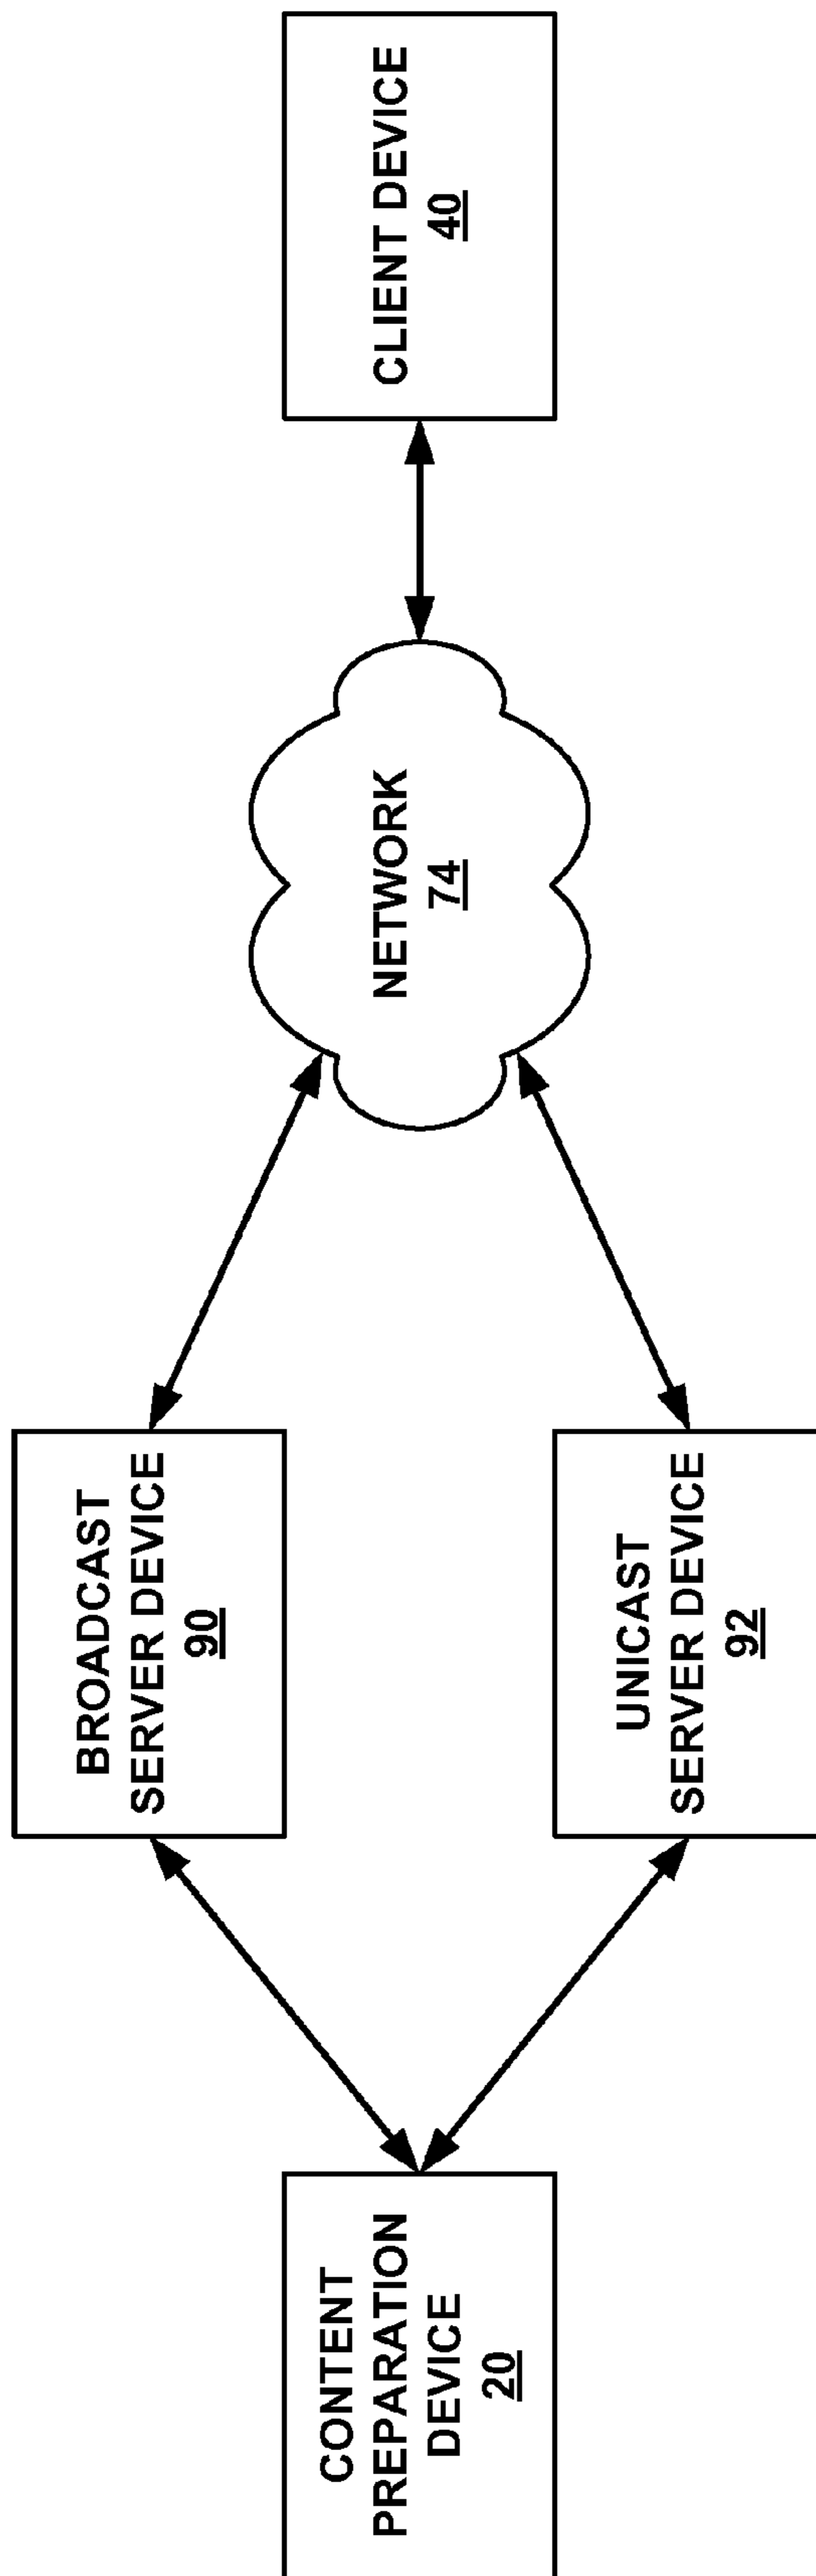 CONTENT
PREPARATION
DEVICE
20
BROADCAST
SERVER DEVICE
90
UNICAST
SERVER DEVICE
92
NETWORK
74
CLIENT DEVICE
40